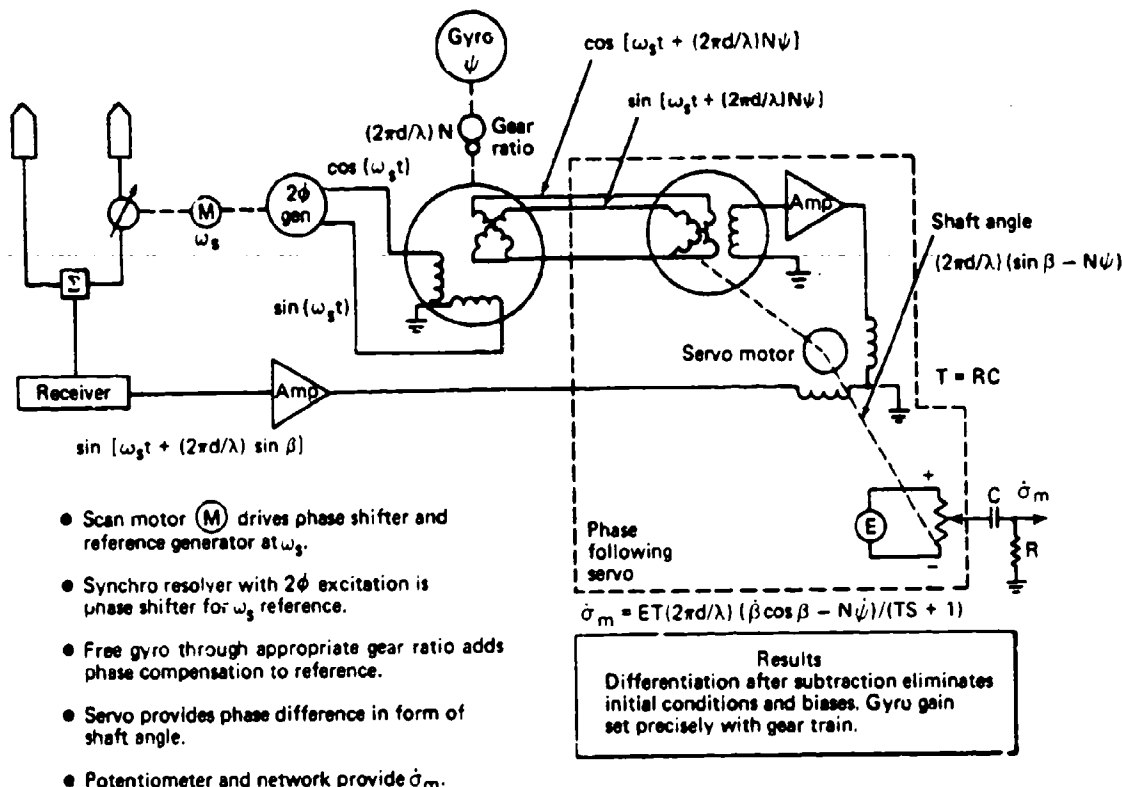 Gyro
ψ
cos [ωst + (2πd/λ)Nψ]
sin [ωst + (2πd/λ)Nψ]
(2πd/λ) N
Gear
ratio
cos (ωst)
2ϕ
gen
M
ωs
Amp
Shaft angle
(2πd/λ) (sin β − Nψ)
Σ
sin (ωst)
Servo motor
T = RC
Receiver
Amp
sin [ωst + (2πd/λ) sin β]
+
C
σ̇m
E
R
−
Phase
following
servo
σ̇m = ET(2πd/λ) (β̇ cos β − Nψ̇)/(TS + 1)
● Scan motor M drives phase shifter and
reference generator at ωs.
● Synchro resolver with 2ϕ excitation is
phase shifter for ωs reference.
● Free gyro through appropriate gear ratio adds
phase compensation to reference.
● Servo provides phase difference in form of
shaft angle.
● Potentiometer and network provide σ̇m.
Results
Differentiation after subtraction eliminates
initial conditions and biases. Gyro gain
set precisely with gear train.